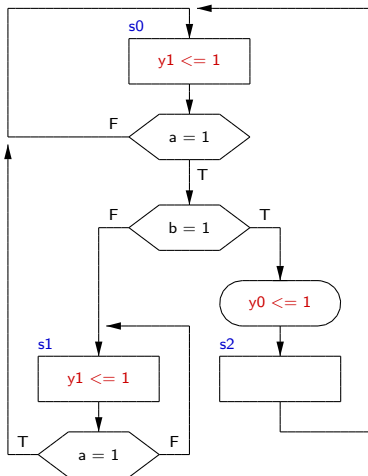 s0
y1 <= 1
F
a = 1
T
F
b = 1
T
y0 <= 1
s1
s2
y1 <= 1
T
a = 1
F